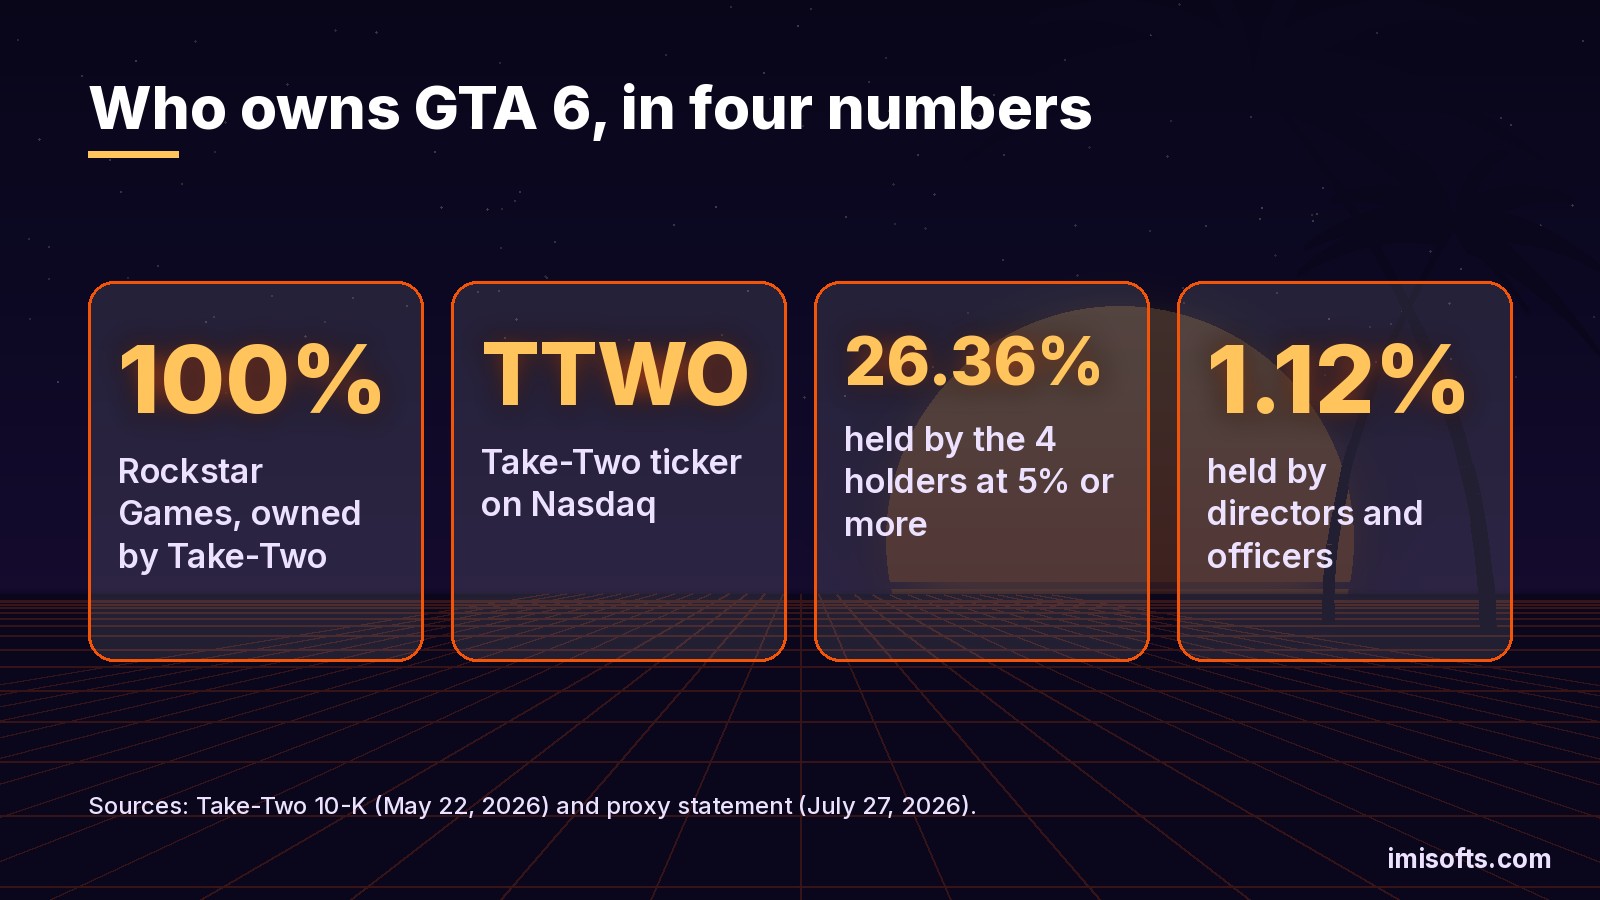 Who owns GTA 6, in four numbers
100%
Rockstar
Games, owned
by Take-Two
TTWO
Take-Two ticker
on Nasdaq
26.36%
held by the 4
holders at 5% or
more
1.12%
held by
directors and
officers
Sources: Take-Two 10-K (May 22, 2026) and proxy statement (July 27, 2026).
imisofts.com